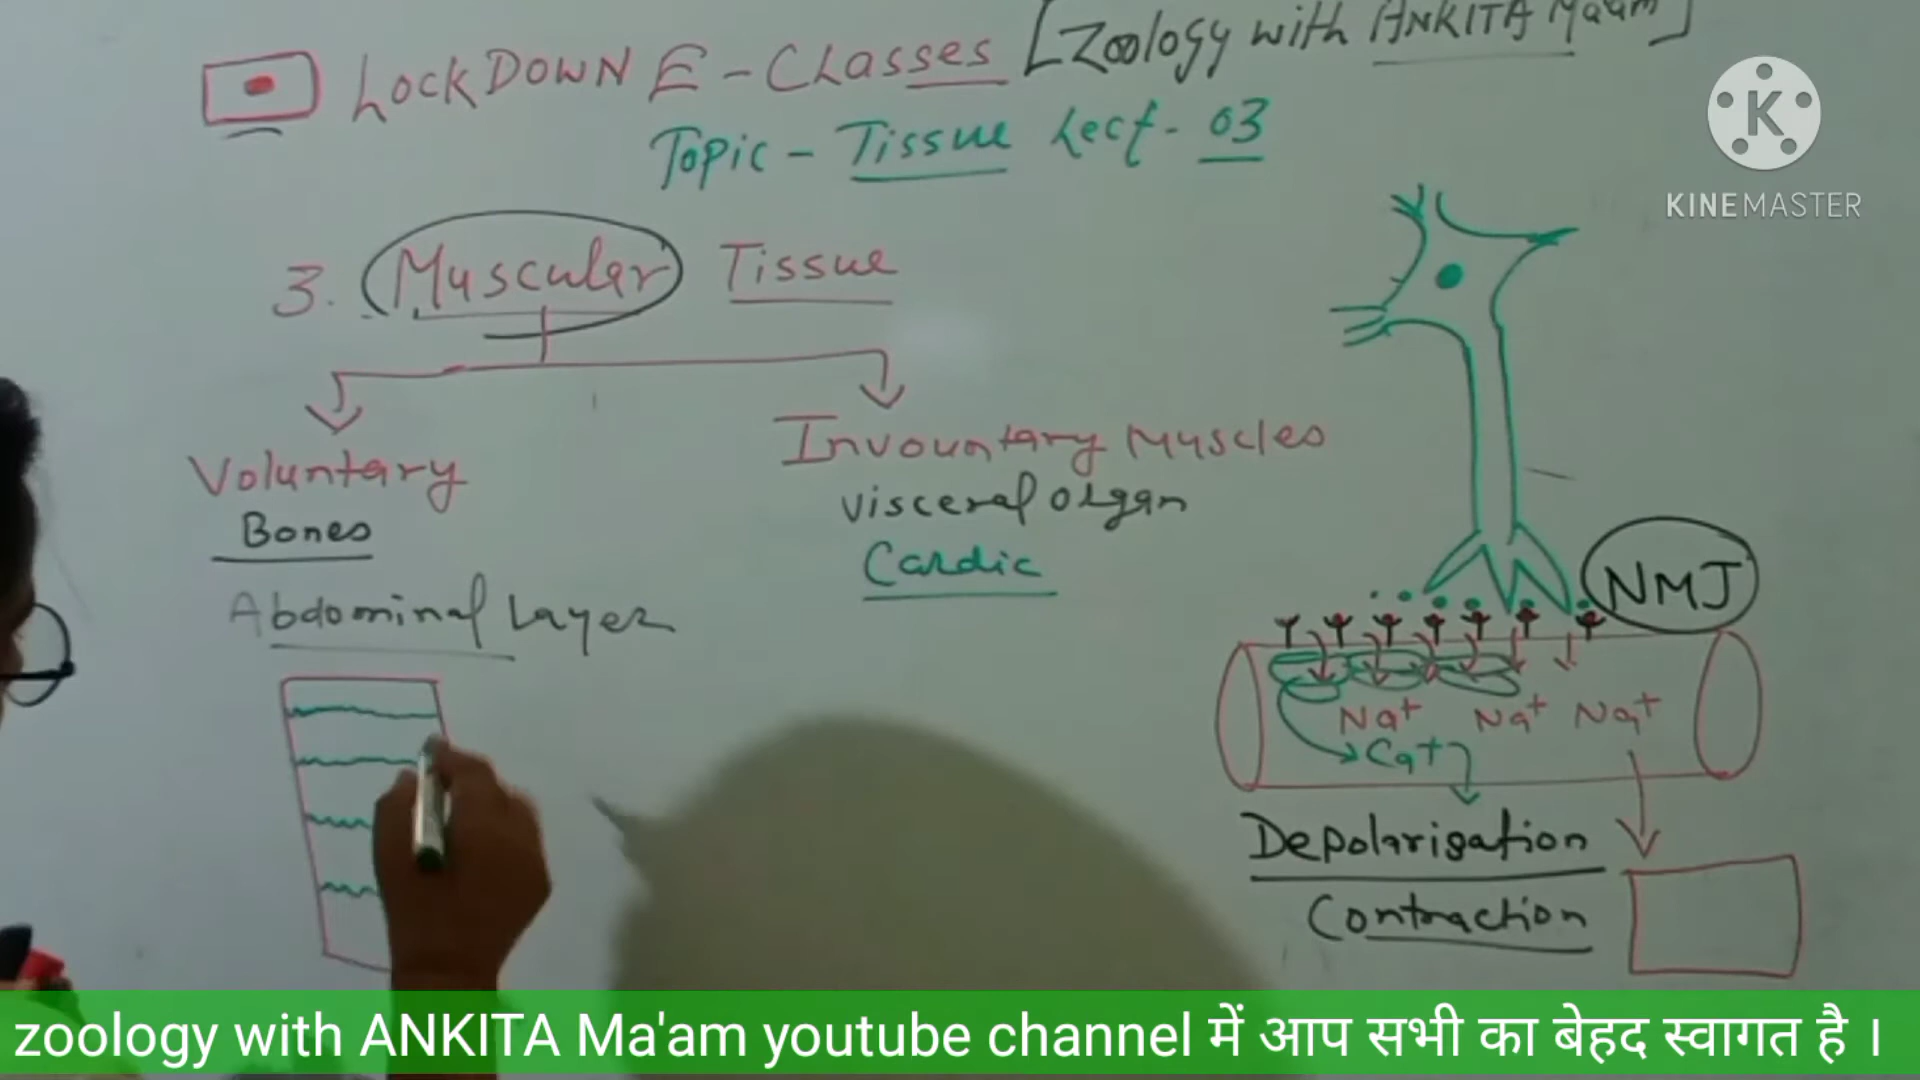 LOCKDOWN E-Classes [Zoology with ANKITA Ma'am]
Topic - Tissue Lect- 03
K
KINEMASTER
3. Muscular Tissue
Voluntary
Bones
Abdominal Layer
Invountary Muscles
visceral organ
Cardic
NMJ
Na+ Na+ Na+
Ca+
Depolarisation
Contraction
zoology with ANKITA Ma'am youtube channel में आप सभी का बेहद स्वागत है ।